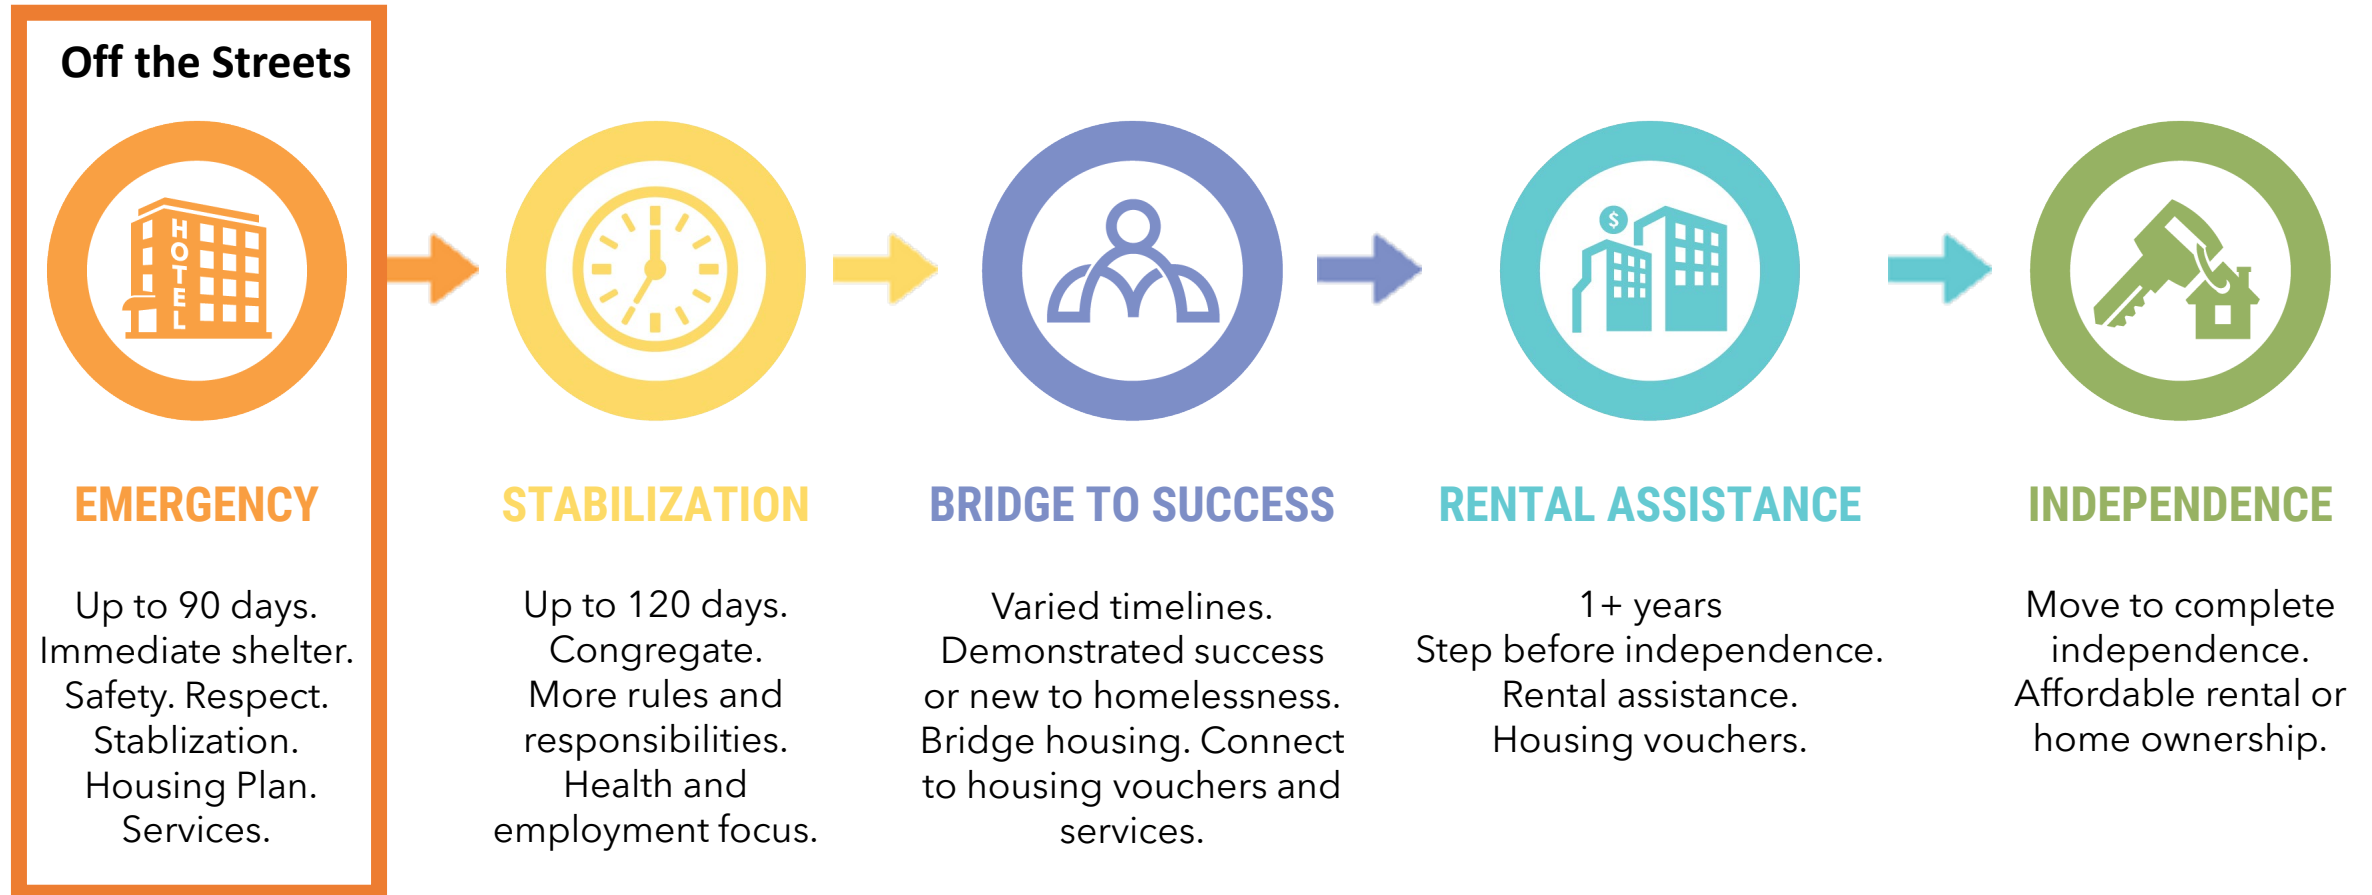 Off the Streets
HOTEL
$
EMERGENCY
Up to 90 days.
Immediate shelter.
Safety. Respect.
Stablization.
Housing Plan.
Services.
STABILIZATION
Up to 120 days.
Congregate.
More rules and
responsibilities.
Health and
employment focus.
BRIDGE TO SUCCESS
Varied timelines.
Demonstrated success
or new to homelessness.
Bridge housing. Connect
to housing vouchers and
services.
RENTAL ASSISTANCE
1+ years
Step before independence.
Rental assistance.
Housing vouchers.
INDEPENDENCE
Move to complete
independence.
Affordable rental or
home ownership.